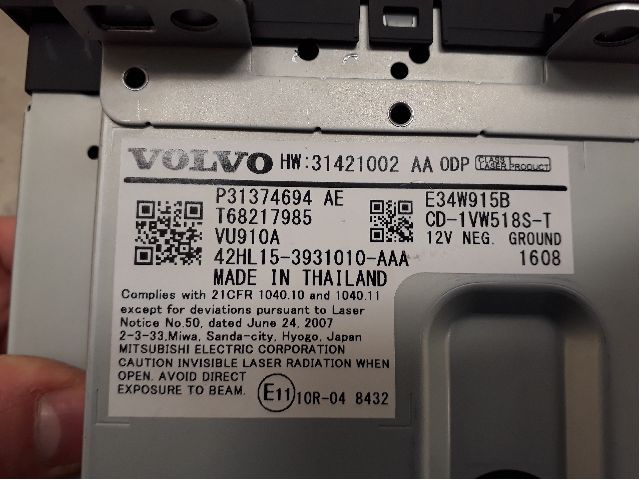 VOLVO HW:31421002 AA ODP CLASS 1 LASER PRODUCT
P31374694 AE
T68217985
VU910A
42HL15-3931010-AAA
MADE IN THAILAND
E34W915B
CD-1VW518S-T
12V NEG. GROUND
1608
Complies with 21CFR 1040.10 and 1040.11
except for deviations pursuant to Laser
Notice No.50, dated June 24, 2007
2-3-33,Miwa, Sanda-city, Hyogo, Japan
MITSUBISHI ELECTRIC CORPORATION
CAUTION INVISIBLE LASER RADIATION WHEN
OPEN. AVOID DIRECT
EXPOSURE TO BEAM.
E11 10R-04 8432